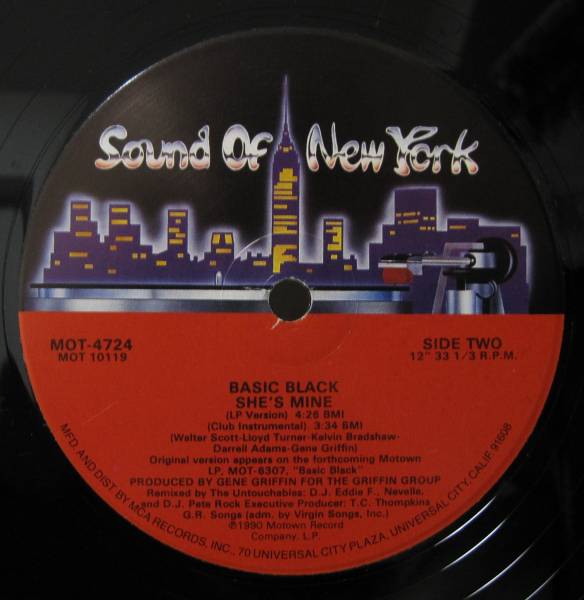 Sound Of New York
MOT-4724
MOT 10119
SIDE TWO
12" 33 1/3 R.P.M.
BASIC BLACK
SHE'S MINE
(LP Version) 4:26 BMI
(Club Instrumental) 3:34 BMI
(Walter Scott-Lloyd Turner-Kelvin Bradshaw-
Darrell Adams-Gene Griffin)
Original version appears on the forthcoming Motown
LP, MOT-6307, "Basic Black"
PRODUCED BY GENE GRIFFIN FOR THE GRIFFIN GROUP
Remixed by The Untouchables: D.J. Eddie F., Nevelle,
and D.J. Pete Rock Executive Producer: T.C. Thompkins
G.R. Songs (adm. by Virgin Songs, Inc.)
℗1990 Motown Record
Company, L.P.
MFD. AND DIST. BY MCA RECORDS, INC., 70 UNIVERSAL CITY PLAZA, UNIVERSAL CITY, CALIF. 91608